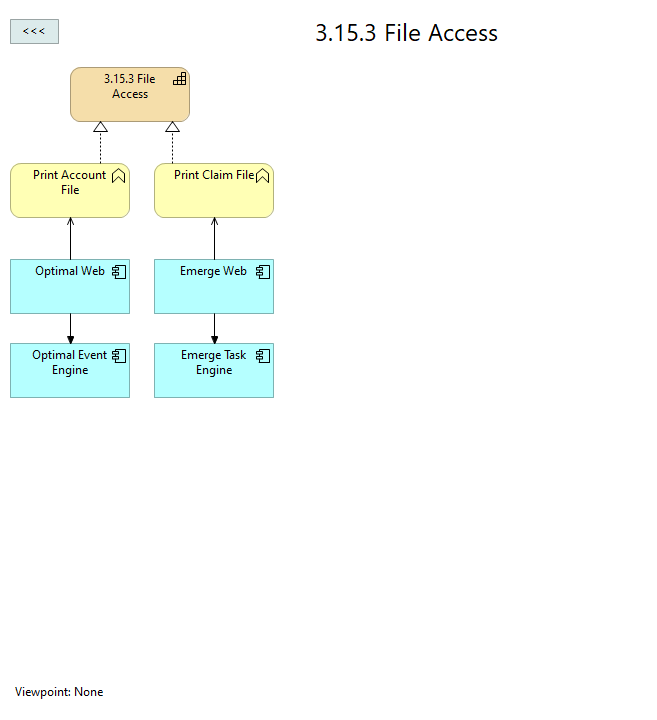 <<<
3.15.3 File Access
3.15.3 File
Access
Print Account
File
Print Claim File
Optimal Web
Emerge Web
Optimal Event
Engine
Emerge Task
Engine
Viewpoint: None